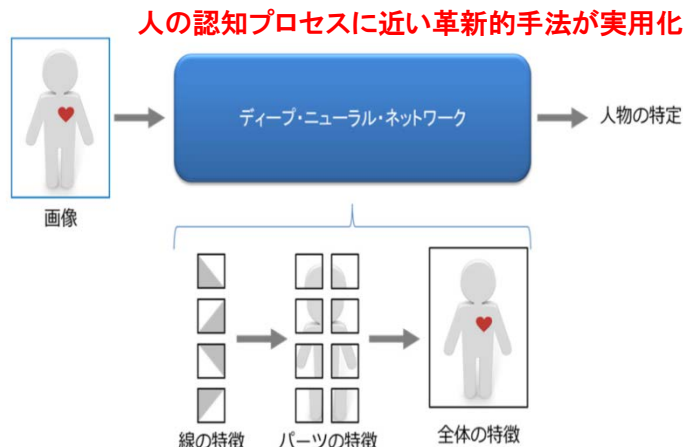 人の認知プロセスに近い革新的手法が実用化
ディープ・ニューラル・ネットワーク
人物の特定
画像
線の特徴
パーツの特徴
全体の特徴